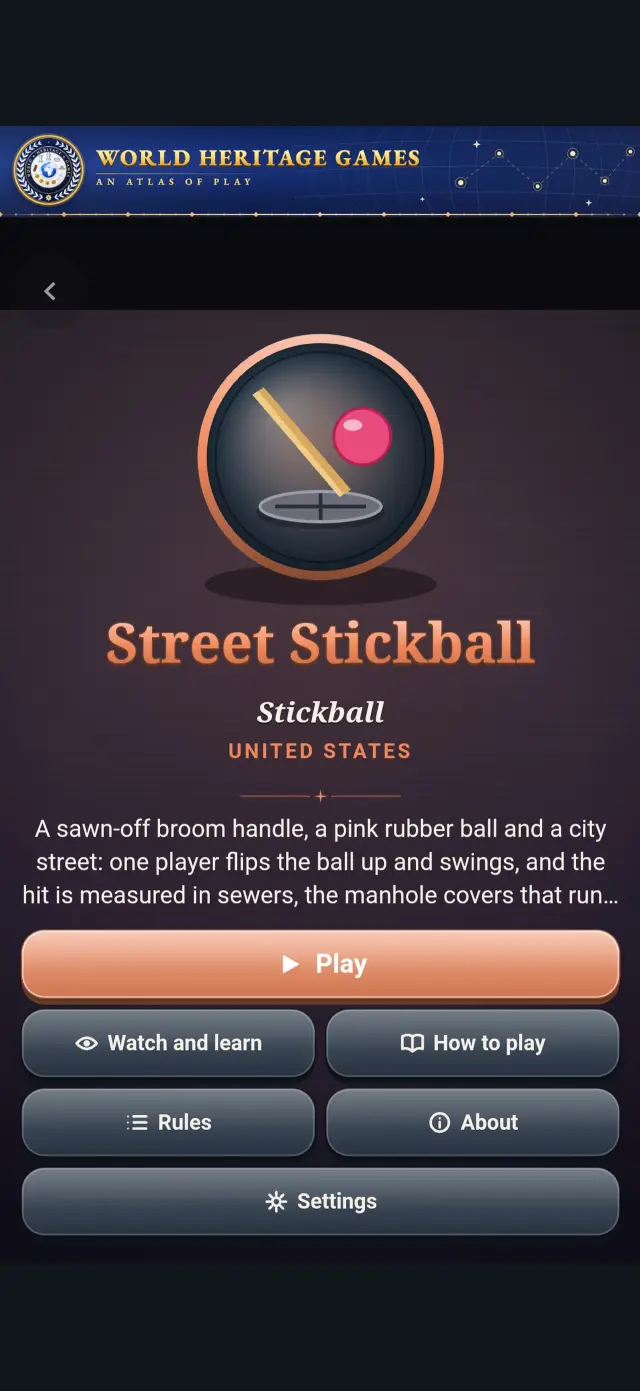 WORLD HERITAGE GAMES
AN ATLAS OF PLAY
Street Stickball
Stickball
UNITED STATES
A sawn-off broom handle, a pink rubber ball and a city
street: one player flips the ball up and swings, and the
hit is measured in sewers, the manhole covers that run…
Play
Watch and learn
How to play
Rules
About
Settings